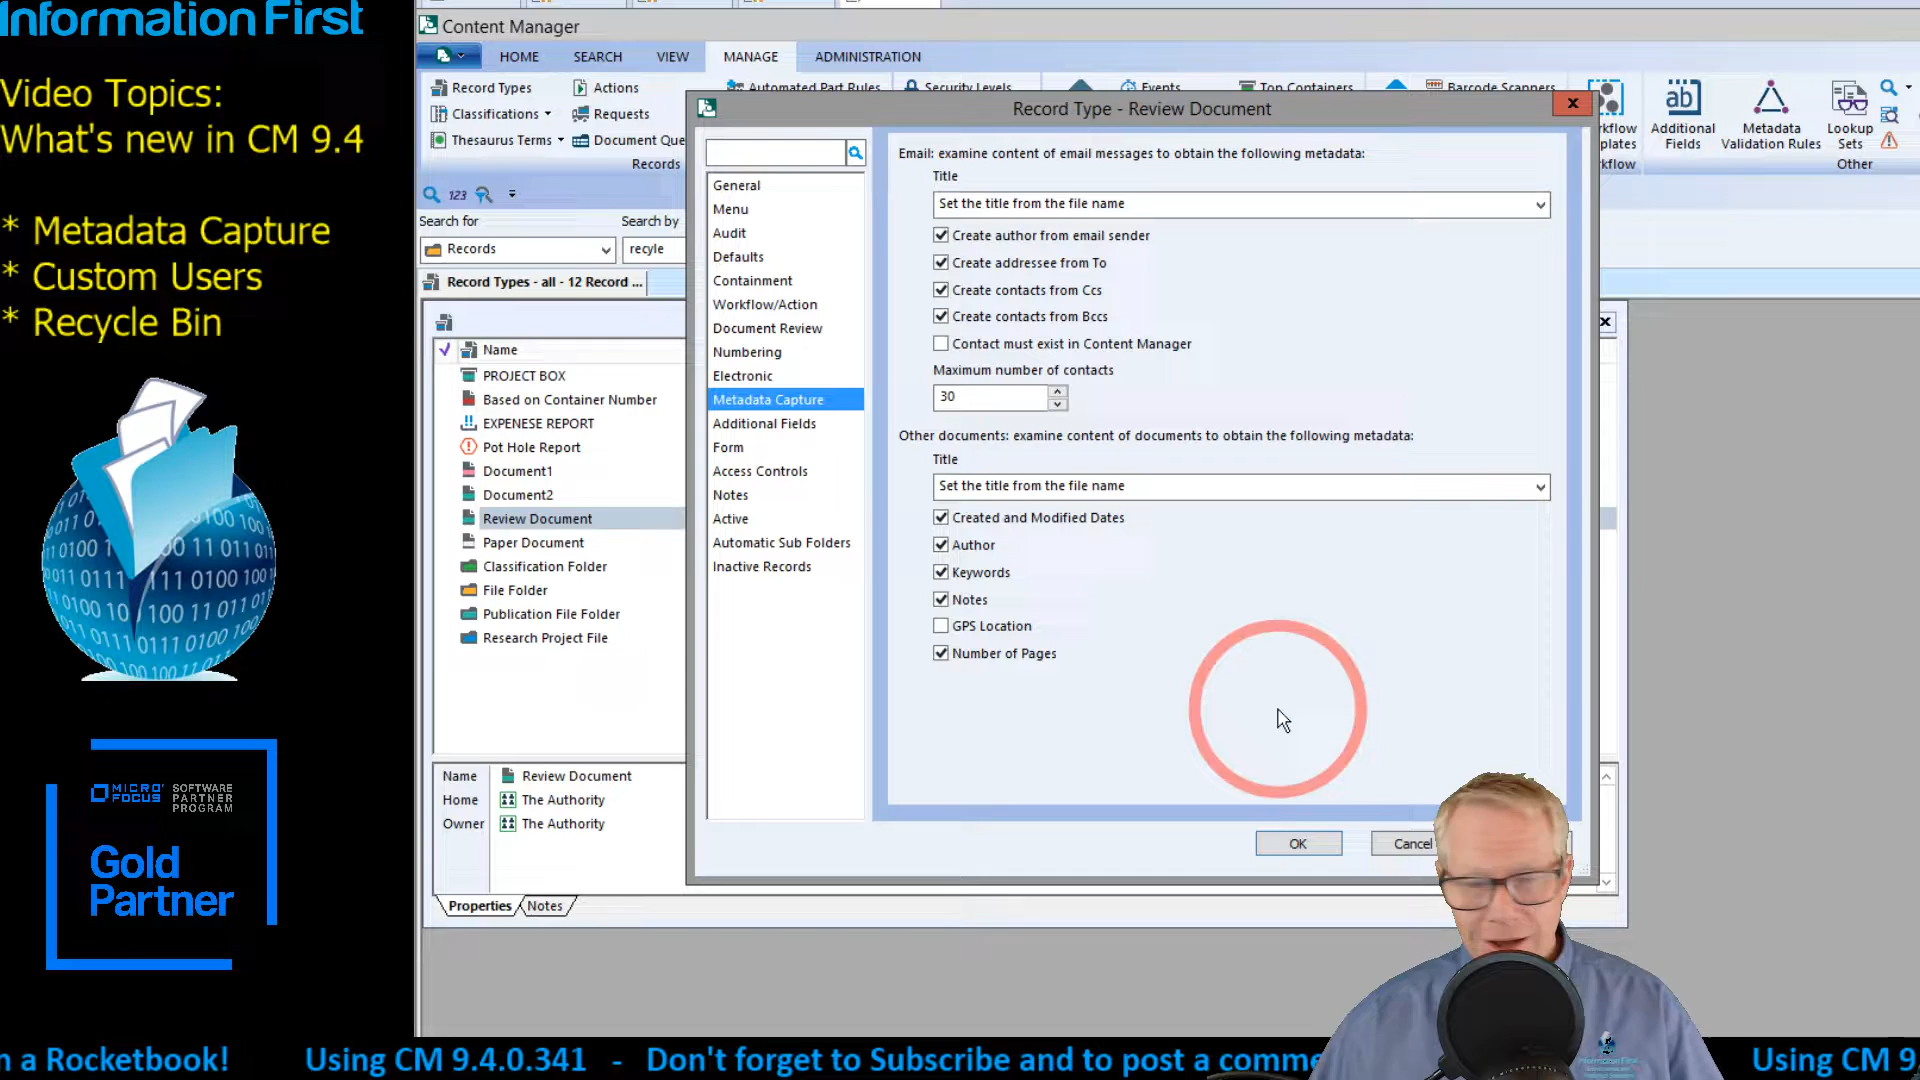 Information First
Video Topics:
What's new in CM 9.4
* Metadata Capture
* Custom Users
* Recycle Bin
MICRO FOCUS
SOFTWARE PARTNER PROGRAM
Gold
Partner
Content Manager
HOME SEARCH VIEW MANAGE ADMINISTRATION
Record Types Actions Automated Part Rules Security Levels Events Top Containers Barcode Scanners
Classifications Requests
Thesaurus Terms Document Que
Records
Additional Fields
Metadata Validation Rules
Lookup Sets
Other
123
Search for Search by
Records recyle
Record Types - all - 12 Record ...
Name
PROJECT BOX
Based on Container Number
EXPENESE REPORT
Pot Hole Report
Document1
Document2
Review Document
Paper Document
Classification Folder
File Folder
Publication File Folder
Research Project File
Name Review Document
Home The Authority
Owner The Authority
Properties Notes
Record Type - Review Document
General
Menu
Audit
Defaults
Containment
Workflow/Action
Document Review
Numbering
Electronic
Metadata Capture
Additional Fields
Form
Access Controls
Notes
Active
Automatic Sub Folders
Inactive Records
Email: examine content of email messages to obtain the following metadata:
Title
Set the title from the file name
Create author from email sender
Create addressee from To
Create contacts from Ccs
Create contacts from Bccs
Contact must exist in Content Manager
Maximum number of contacts
30
Other documents: examine content of documents to obtain the following metadata:
Title
Set the title from the file name
Created and Modified Dates
Author
Keywords
Notes
GPS Location
Number of Pages
OK Cancel
n a Rocketbook! Using CM 9.4.0.341 - Don't forget to Subscribe and to post a comme Using CM 9